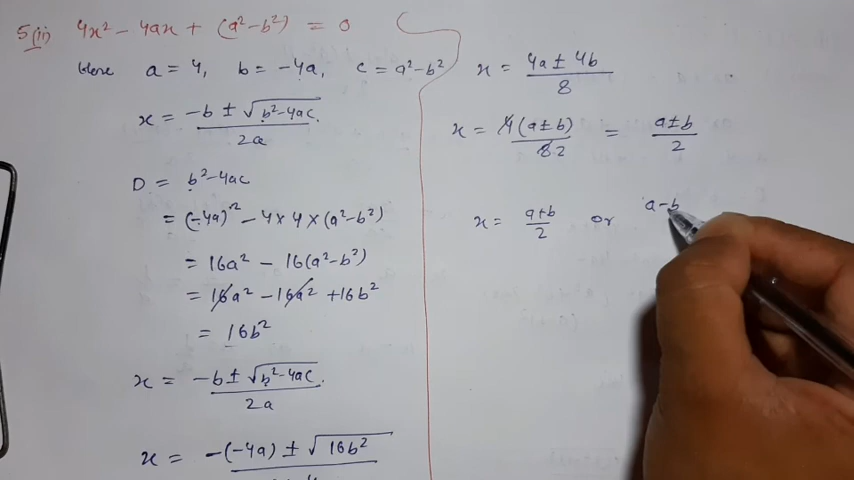 5(ii) 4x² - 4ax + (a² - b²) = 0
Here a = 4, b = -4a, c = a² - b²
x = -b ± √b² - 4ac / 2a
D = b² - 4ac
= (-4a)² - 4 × 4 × (a² - b²)
= 16a² - 16(a² - b²)
= 16a² - 16a² + 16b²
= 16b²
x = -b ± √b² - 4ac / 2a
x = -(-4a) ± √16b²
x = 4a ± 4b / 8
x = 4(a ± b) / 8 2 = a ± b / 2
x = a+b / 2 or a-b